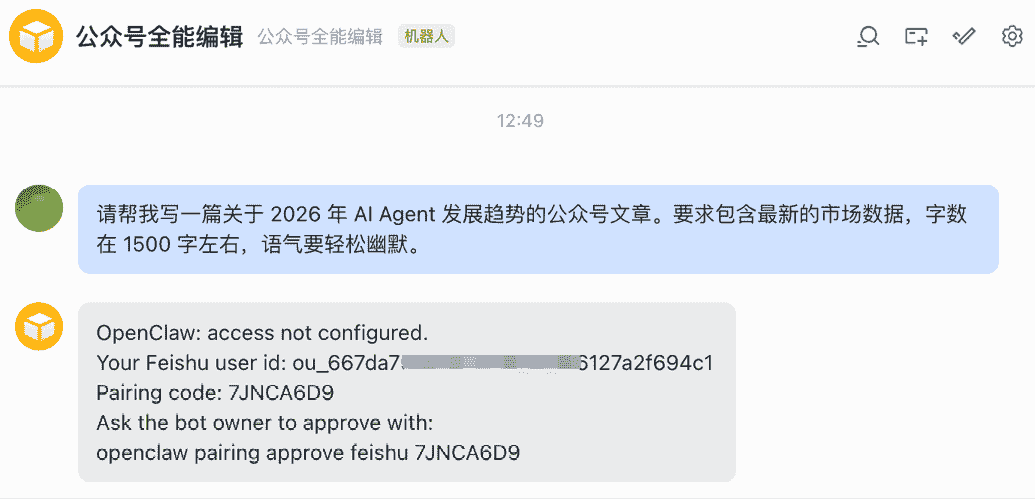 公众号全能编辑 公众号全能编辑 机器人
12:49
请帮我写一篇关于 2026 年 AI Agent 发展趋势的公众号文章。要求包含最新的市场数据，字数
在 1500 字左右，语气要轻松幽默。
OpenClaw: access not configured.
Your Feishu user id: ou_667da7 6127a2f694c1
Pairing code: 7JNCA6D9
Ask the bot owner to approve with:
openclaw pairing approve feishu 7JNCA6D9